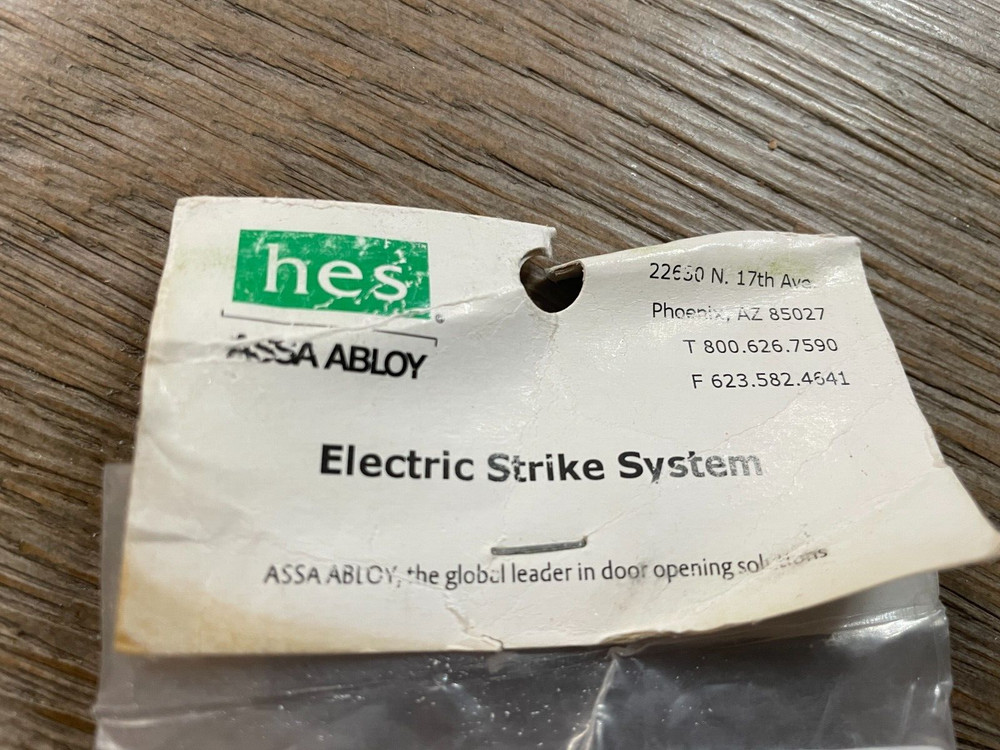 hes
ASSA ABLOY
22630 N. 17th Ave.
Phoenix, AZ 85027
T 800.626.7590
F 623.582.4641
Electric Strike System
ASSA ABLOY, the global leader in door opening solutions